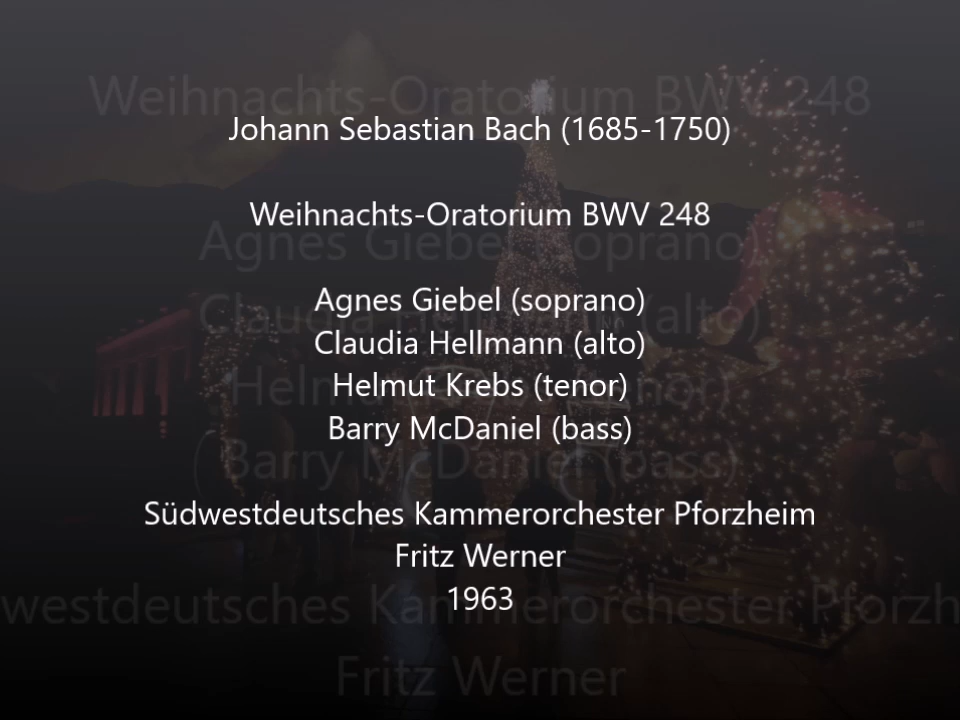 Johann Sebastian Bach (1685-1750)
Weihnachts-Oratorium BWV 248
Agnes Giebel (soprano)
Claudia Hellmann (alto)
Helmut Krebs (tenor)
Barry McDaniel (bass)
Südwestdeutsches Kammerorchester Pforzheim
Fritz Werner
1963